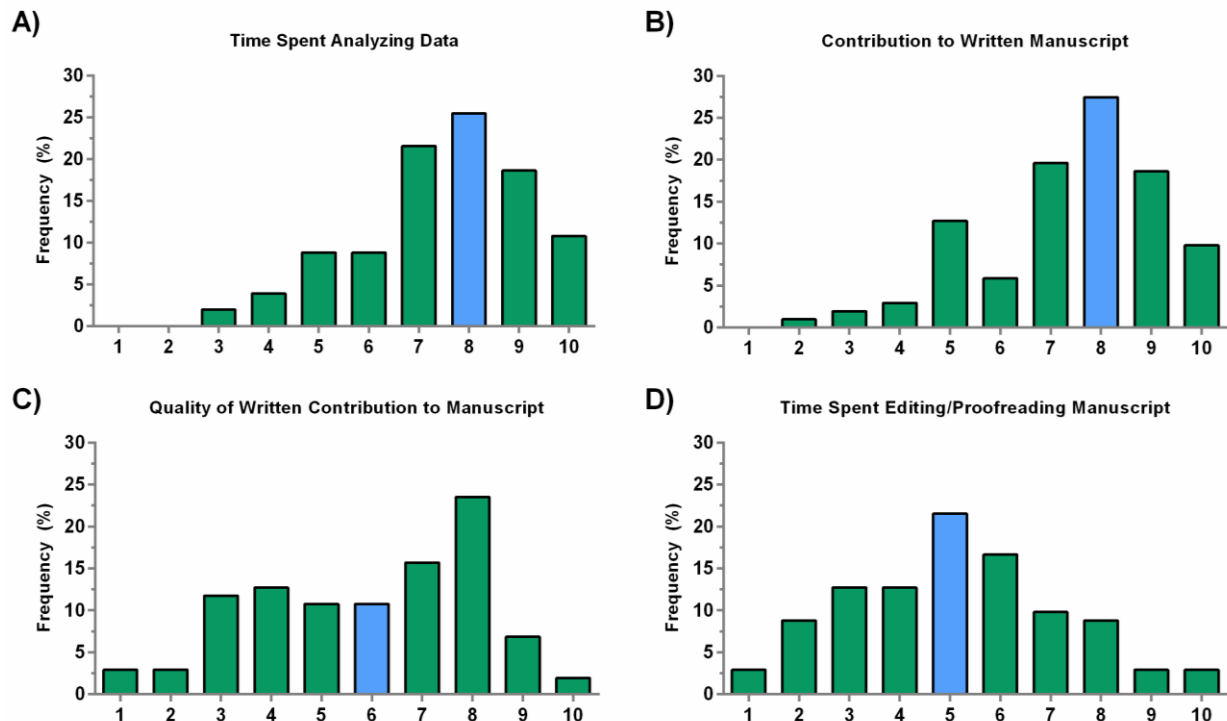 A)
Time Spent Analyzing Data
30
25
20
15
10
5
0
Frequency (%)
1 2 3 4 5 6 7 8 9 10
B)
Contribution to Written Manuscript
30
25
20
15
10
5
0
Frequency (%)
1 2 3 4 5 6 7 8 9 10
C)
Quality of Written Contribution to Manuscript
30
25
20
15
10
5
0
Frequency (%)
1 2 3 4 5 6 7 8 9 10
D)
Time Spent Editing/Proofreading Manuscript
30
25
20
15
10
5
0
Frequency (%)
1 2 3 4 5 6 7 8 9 10